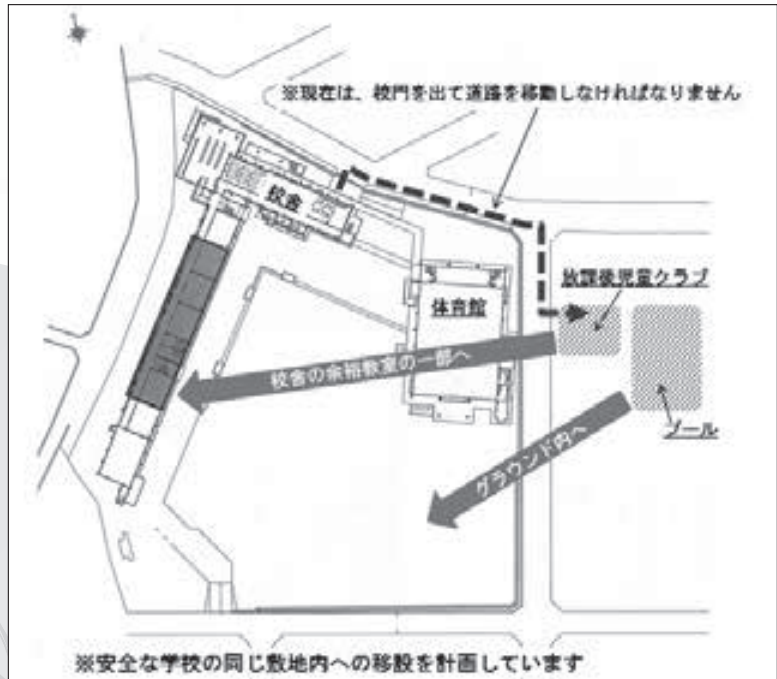 ※現在は、校門を出て道路を移動しなければなりません
校舎
放課後児童クラブ
体育館
校舎の余裕教室の一部へ
プール
グラウンド内へ
※安全な学校の同じ敷地内への移設を計画しています